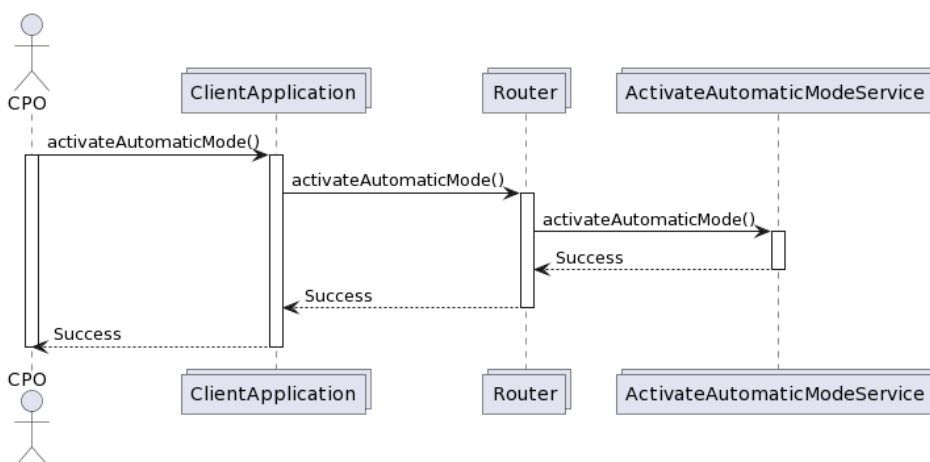 CPO
ClientApplication
Router
ActivateAutomaticModeService
activateAutomaticMode()
activateAutomaticMode()
activateAutomaticMode()
Success
Success
Success
CPO
ClientApplication
Router
ActivateAutomaticModeService